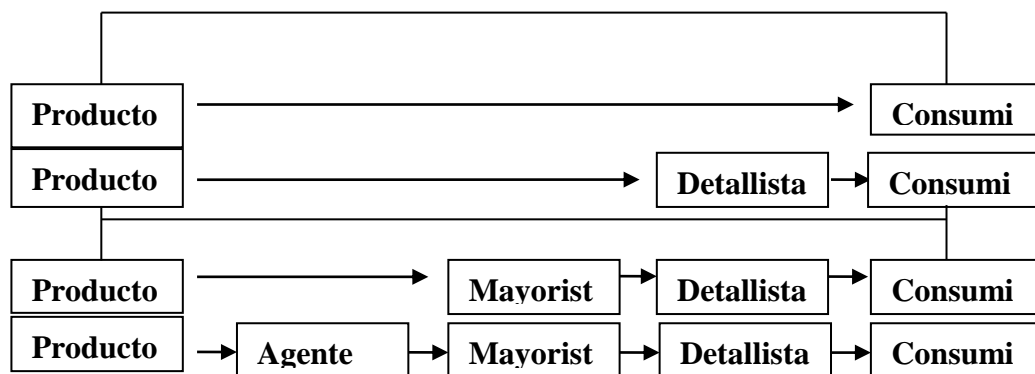 Producto Consumi
Producto Detallista Consumi
Producto Mayorist Detallista Consumi
Producto Agente Mayorist Detallista Consumi